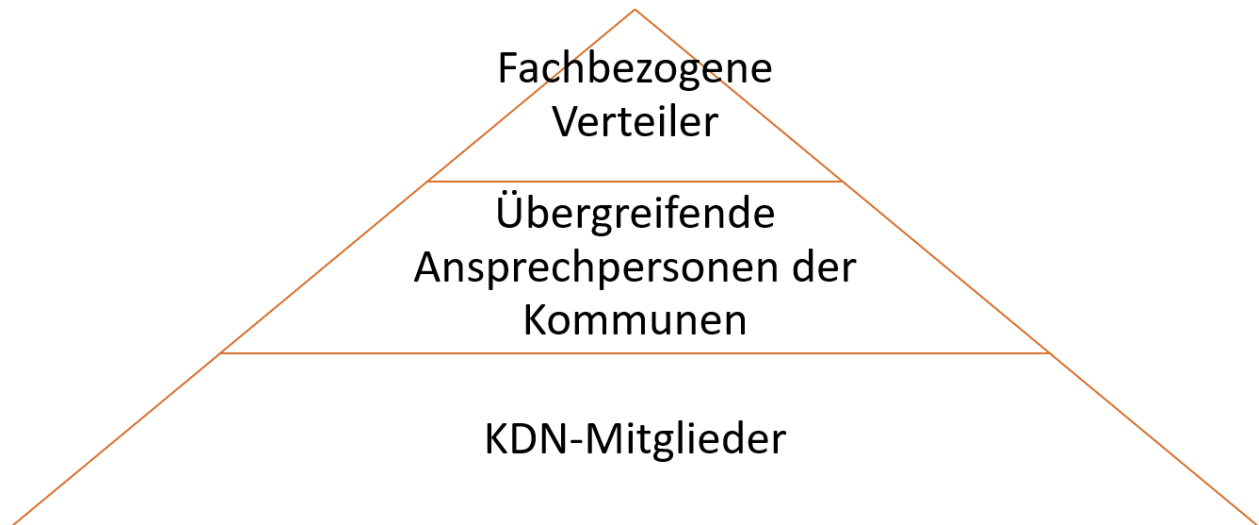 Fachbezogene
Verteiler
Übergreifende
Ansprechpersonen der
Kommunen
KDN-Mitglieder